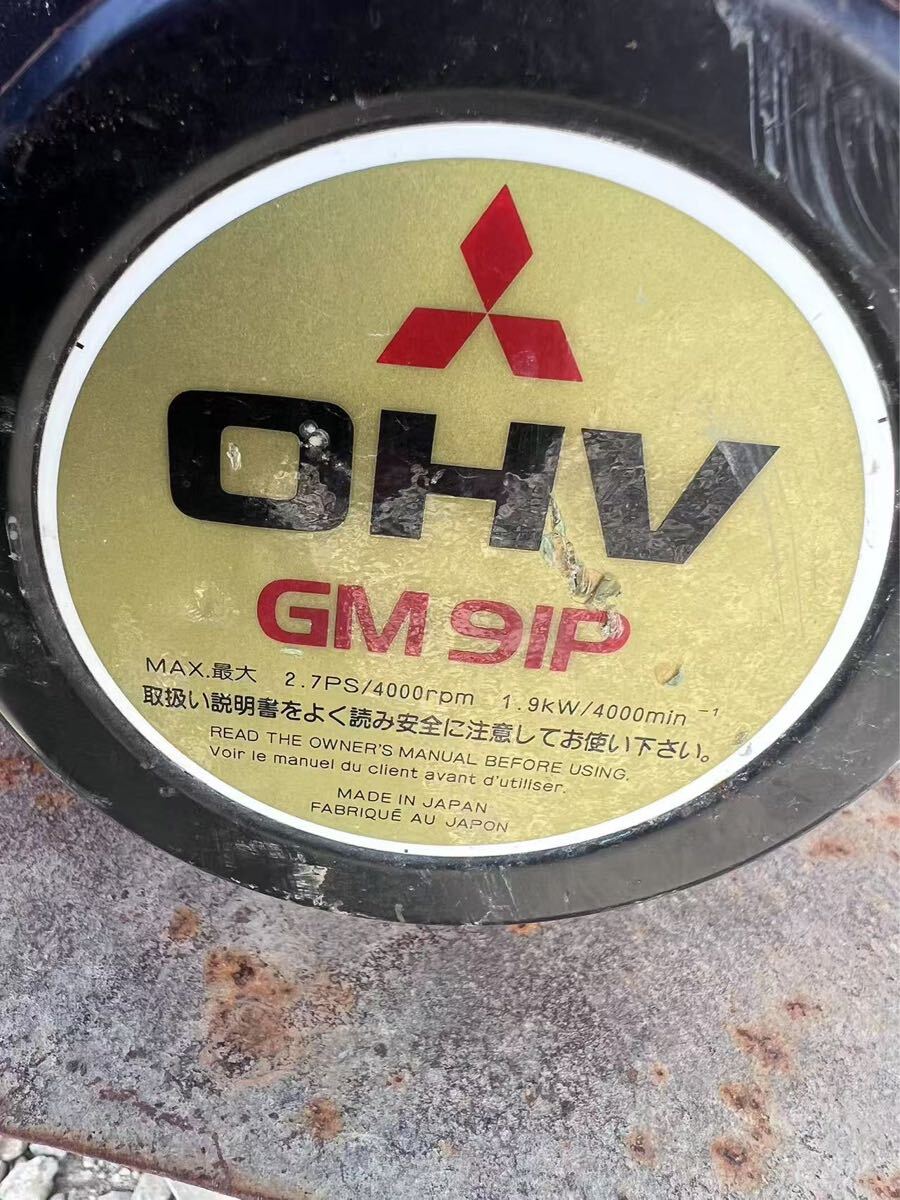 OHV
GM 91P
MAX.最大 2.7PS/4000rpm 1.9kW/4000min⁻¹
取扱い説明書をよく読み安全に注意してお使い下さい。
READ THE OWNER'S MANUAL BEFORE USING.
Voir le manuel du client avant d'utiliser.
MADE IN JAPAN
FABRIQUÉ AU JAPON